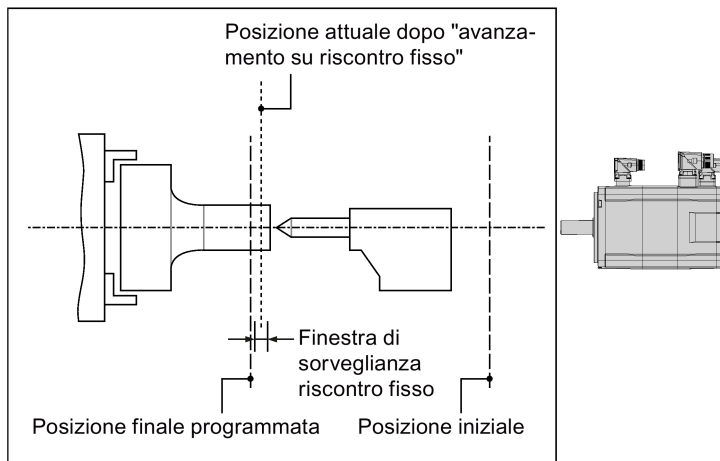 Posizione attuale dopo "avanza-
mento su riscontro fisso"
Finestra di
sorveglianza
riscontro fisso
Posizione finale programmata
Posizione iniziale